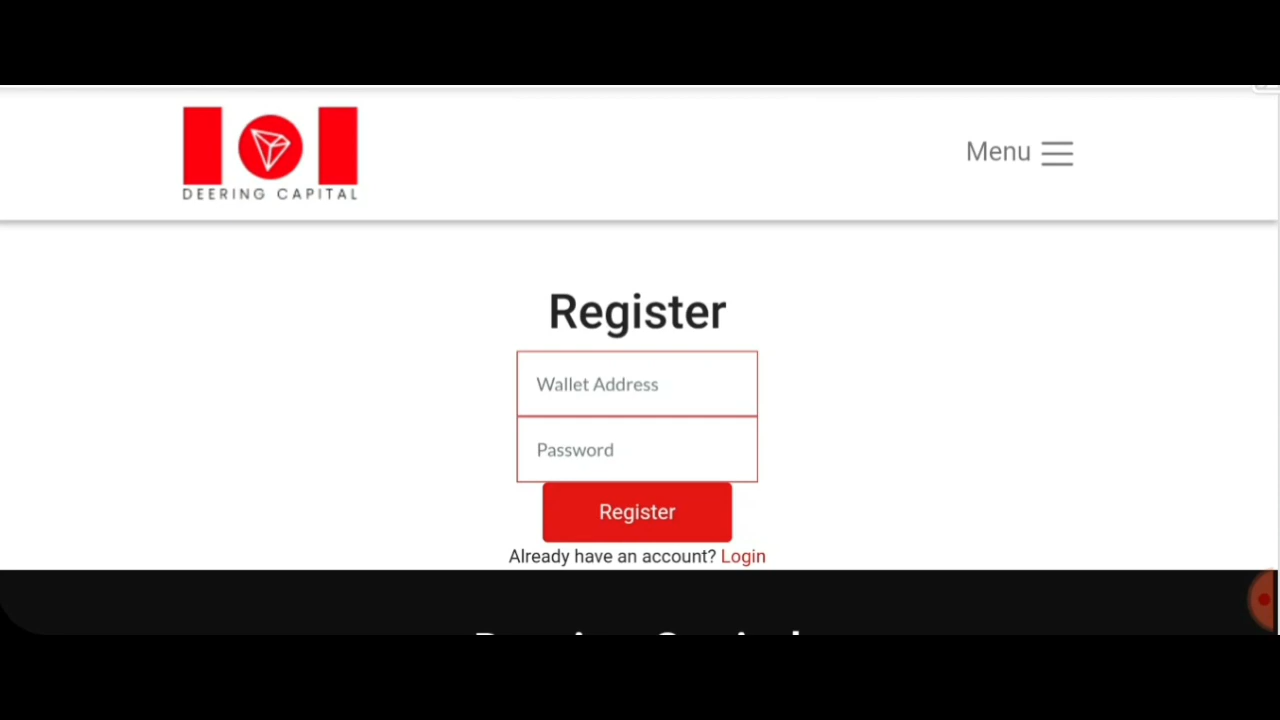 DEERING CAPITAL
Menu
Register
Wallet Address
Password
Register
Already have an account? Login